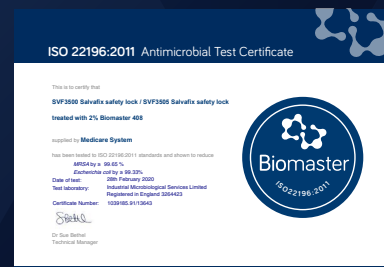 ISO 22196:2011 Antimicrobial Test Certificate
This is to certify that
SVF3500 Salvafix safety lock / SVF3505 Salvafix safety lock
treated with 2% Biomaster 408
supplied by Medicare System
has been tested to ISO 22196:2011 standards and shown to reduce
MRSA by ≥ 99.65 %
Escherichia coli by ≥ 99.33%
Date of test: 28th February 2020
Test laboratory: Industrial Microbiological Services Limited
Registered in England 3264423
Certificate Number: 1039185.91/13643
Dr Sue Bethel
Technical Manager
Biomaster
ISO22196:2011